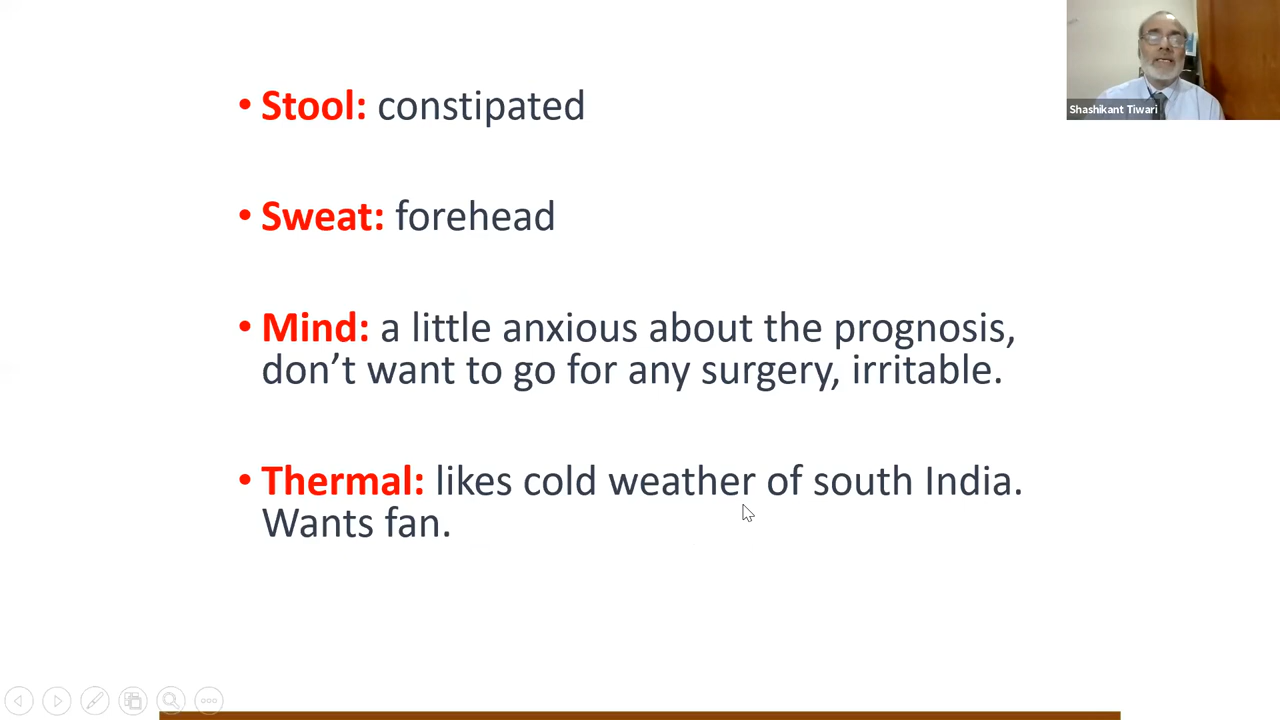 Shashikant Tiwari
• Stool: constipated
• Sweat: forehead
• Mind: a little anxious about the prognosis,
don’t want to go for any surgery, irritable.
• Thermal: likes cold weather of south India.
Wants fan.